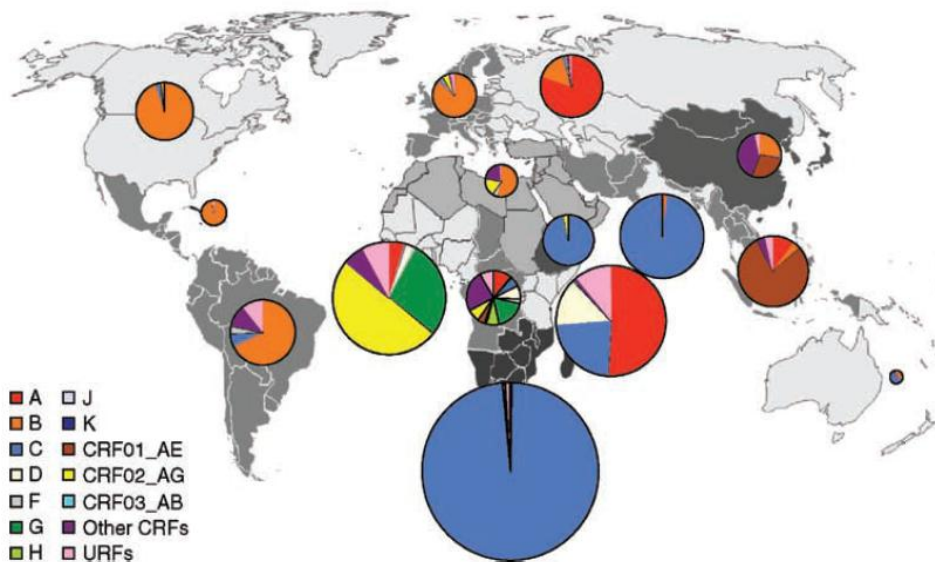 A J
B K
C CRF01_AE
D CRF02_AG
F CRF03_AB
G Other CRFs
H URFs